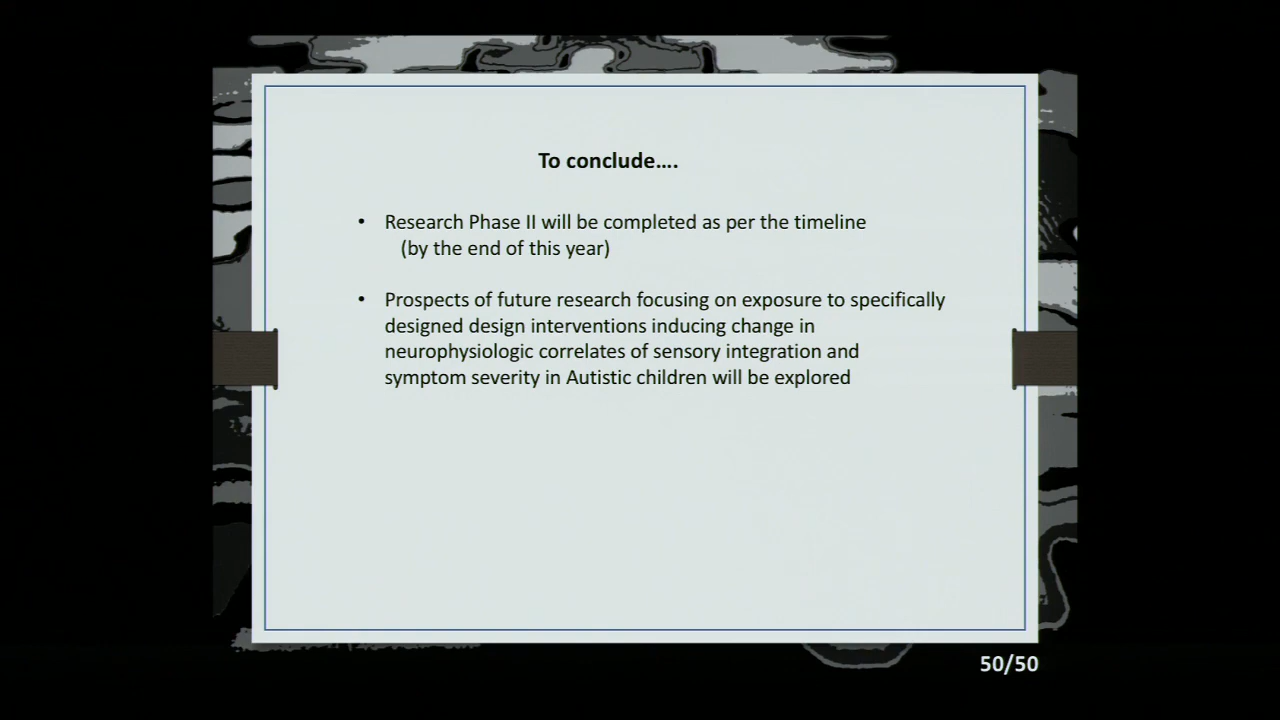 To conclude....
• Research Phase II will be completed as per the timeline
(by the end of this year)
• Prospects of future research focusing on exposure to specifically
designed design interventions inducing change in
neurophysiologic correlates of sensory integration and
symptom severity in Autistic children will be explored
50/50